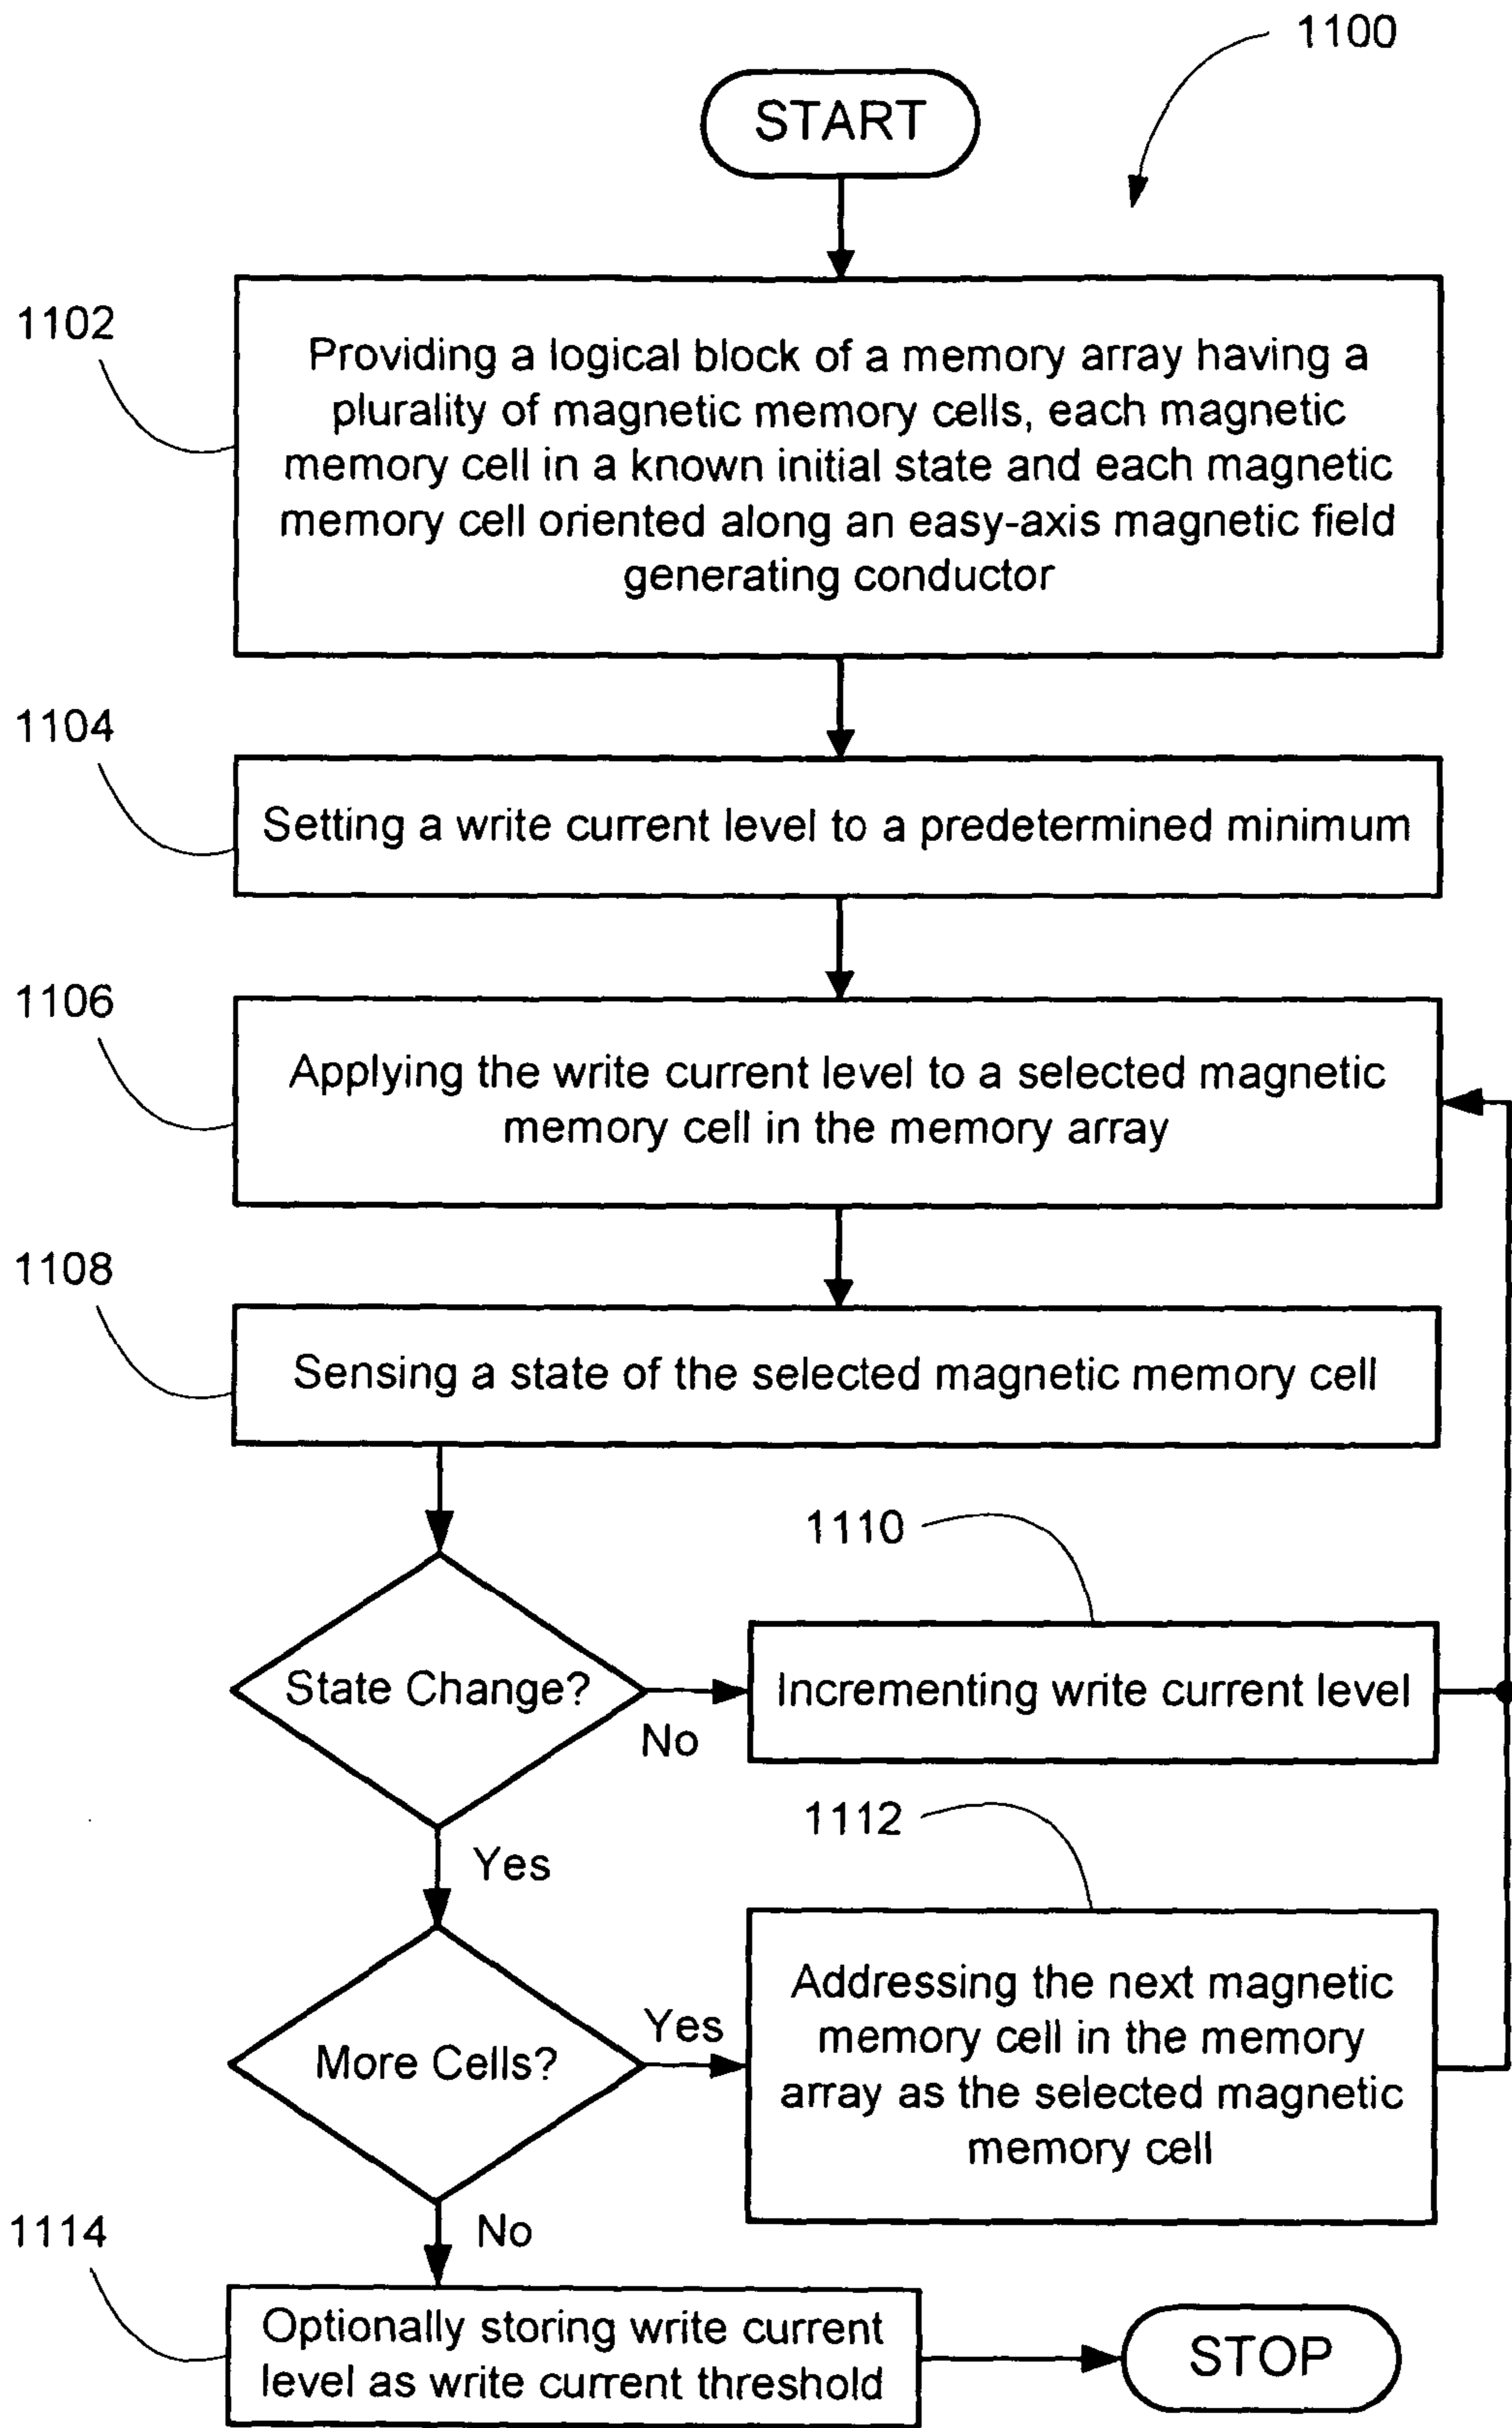 1100
START
1102
Providing a logical block of a memory array having a
plurality of magnetic memory cells, each magnetic
memory cell in a known initial state and each magnetic
memory cell oriented along an easy-axis magnetic field
generating conductor
1104
Setting a write current level to a predetermined minimum
1106
Applying the write current level to a selected magnetic
memory cell in the memory array
1108
Sensing a state of the selected magnetic memory cell
State Change?
No
1110
Incrementing write current level
Yes
1112
More Cells?
Yes
Addressing the next magnetic
memory cell in the memory
array as the selected magnetic
memory cell
No
1114
Optionally storing write current
level as write current threshold
STOP